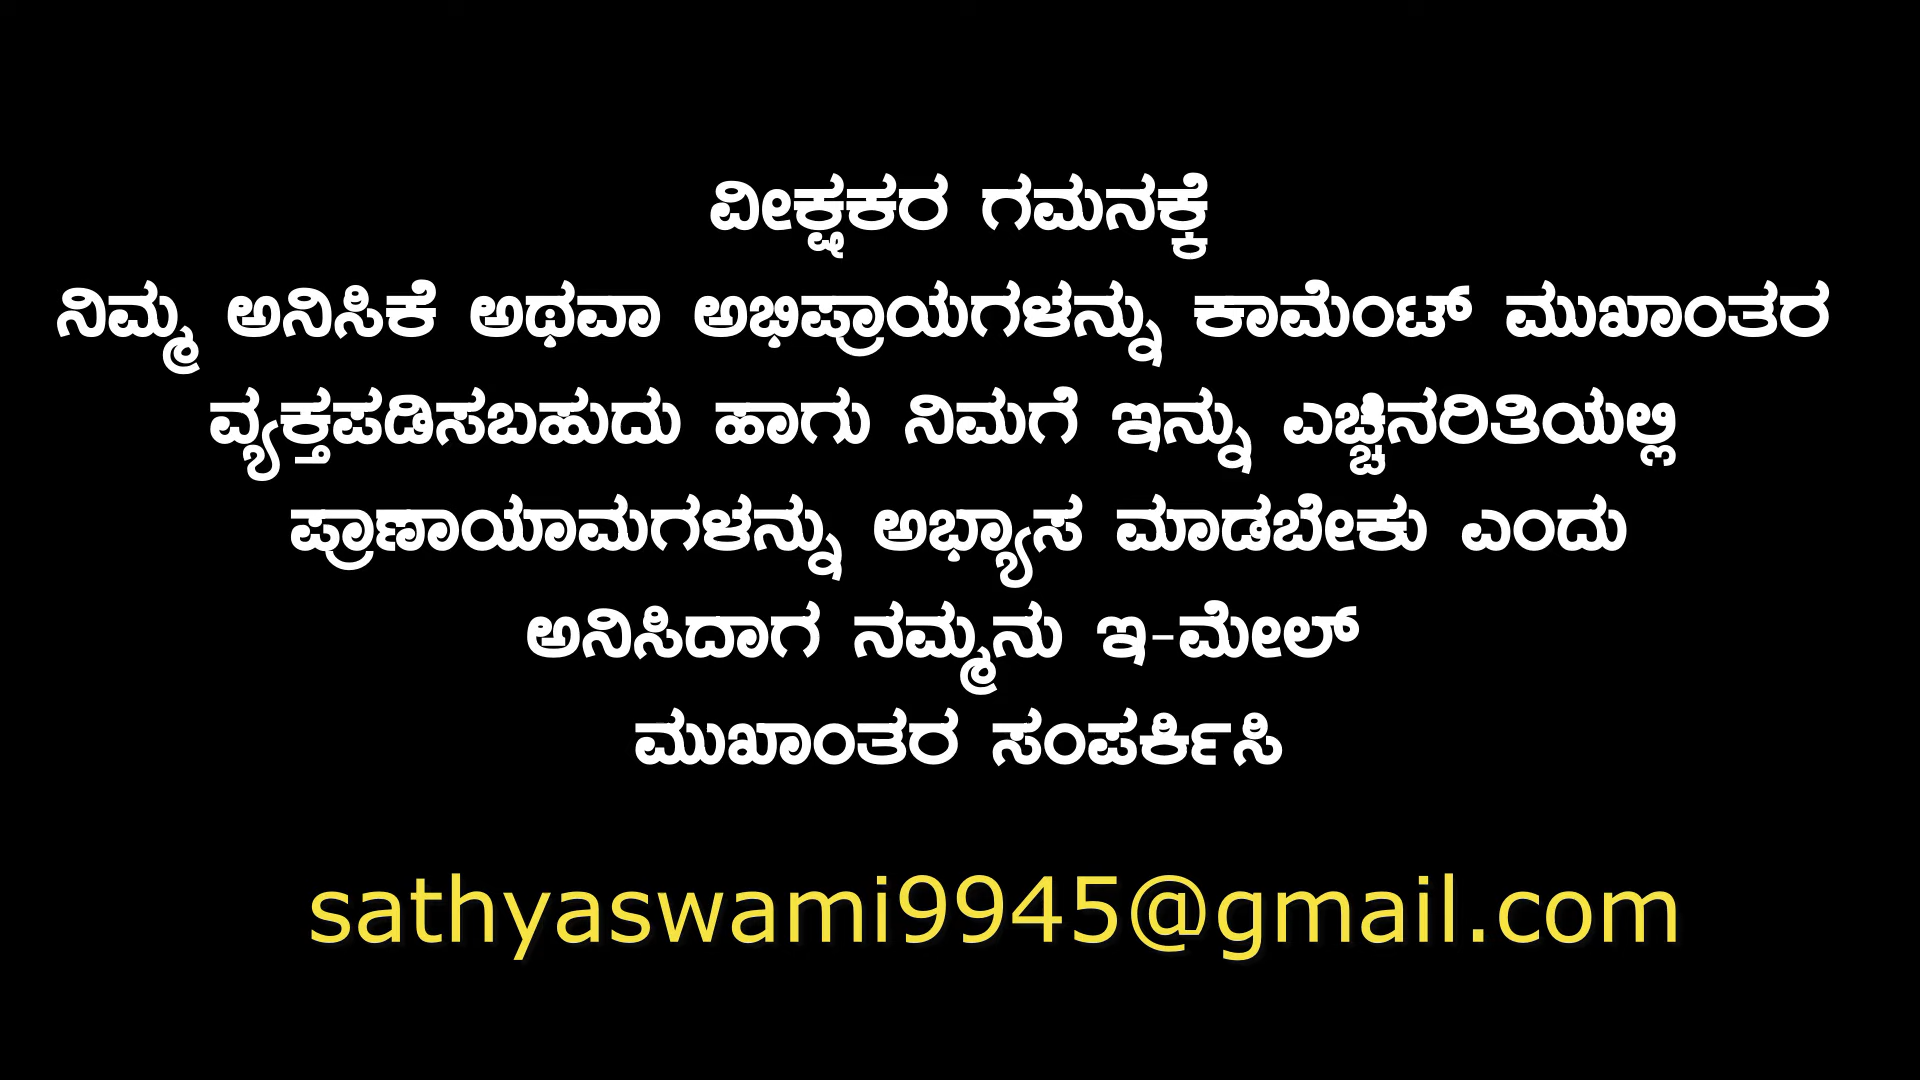 ವೀಕ್ಷಕರ ಗಮನಕ್ಕೆ
ನಿಮ್ಮ ಅನಿಸಿಕೆ ಅಥವಾ ಅಭಿಪ್ರಾಯಗಳನ್ನು ಕಾಮೆಂಟ್ ಮುಖಾಂತರ
ವ್ಯಕ್ತಪಡಿಸಬಹುದು ಹಾಗು ನಿಮಗೆ ಇನ್ನು ಎಚ್ಚಿನರಿತಿಯಲ್ಲಿ
ಪ್ರಾಣಾಯಾಮಗಳನ್ನು ಅಭ್ಯಾಸ ಮಾಡಬೇಕು ಎಂದು
ಅನಿಸಿದಾಗ ನಮ್ಮನು ಇ-ಮೇಲ್
ಮುಖಾಂತರ ಸಂಪರ್ಕಿಸಿ
sathyaswami9945@gmail.com